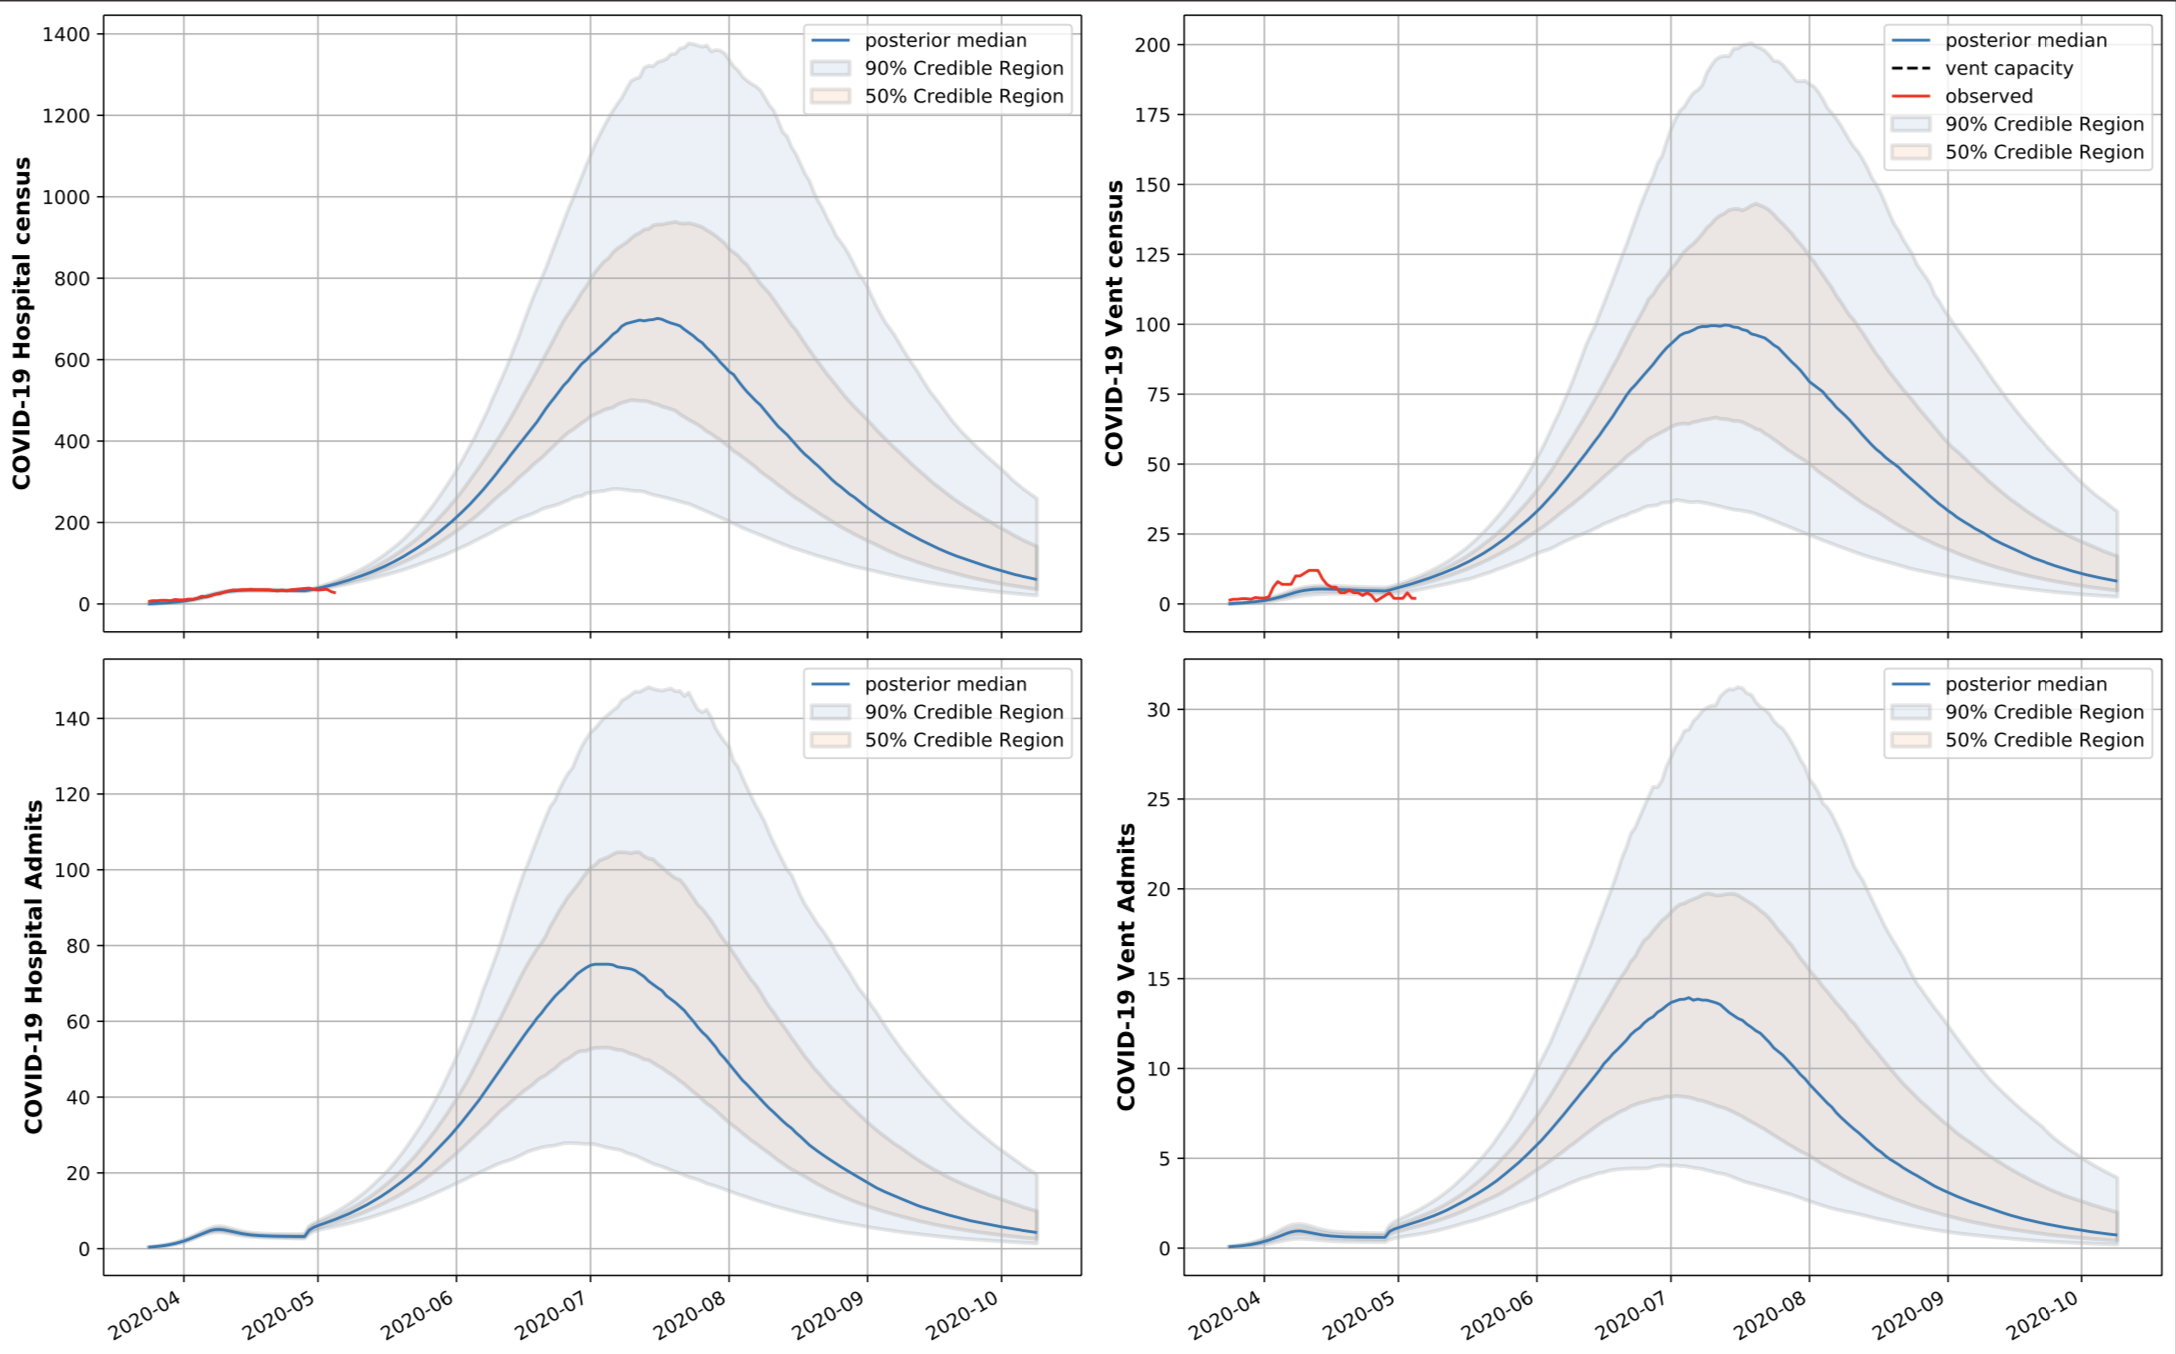 COVID-19 Hospital census
1400
1200
1000
800
600
400
200
0
posterior median
90% Credible Region
50% Credible Region
COVID-19 Vent census
200
175
150
125
100
75
50
25
0
posterior median
vent capacity
observed
90% Credible Region
50% Credible Region
COVID-19 Hospital Admits
140
120
100
80
60
40
20
0
posterior median
90% Credible Region
50% Credible Region
2020-04
2020-05
2020-06
2020-07
2020-08
2020-09
2020-10
COVID-19 Vent Admits
30
25
20
15
10
5
0
posterior median
90% Credible Region
50% Credible Region
2020-04
2020-05
2020-06
2020-07
2020-08
2020-09
2020-10